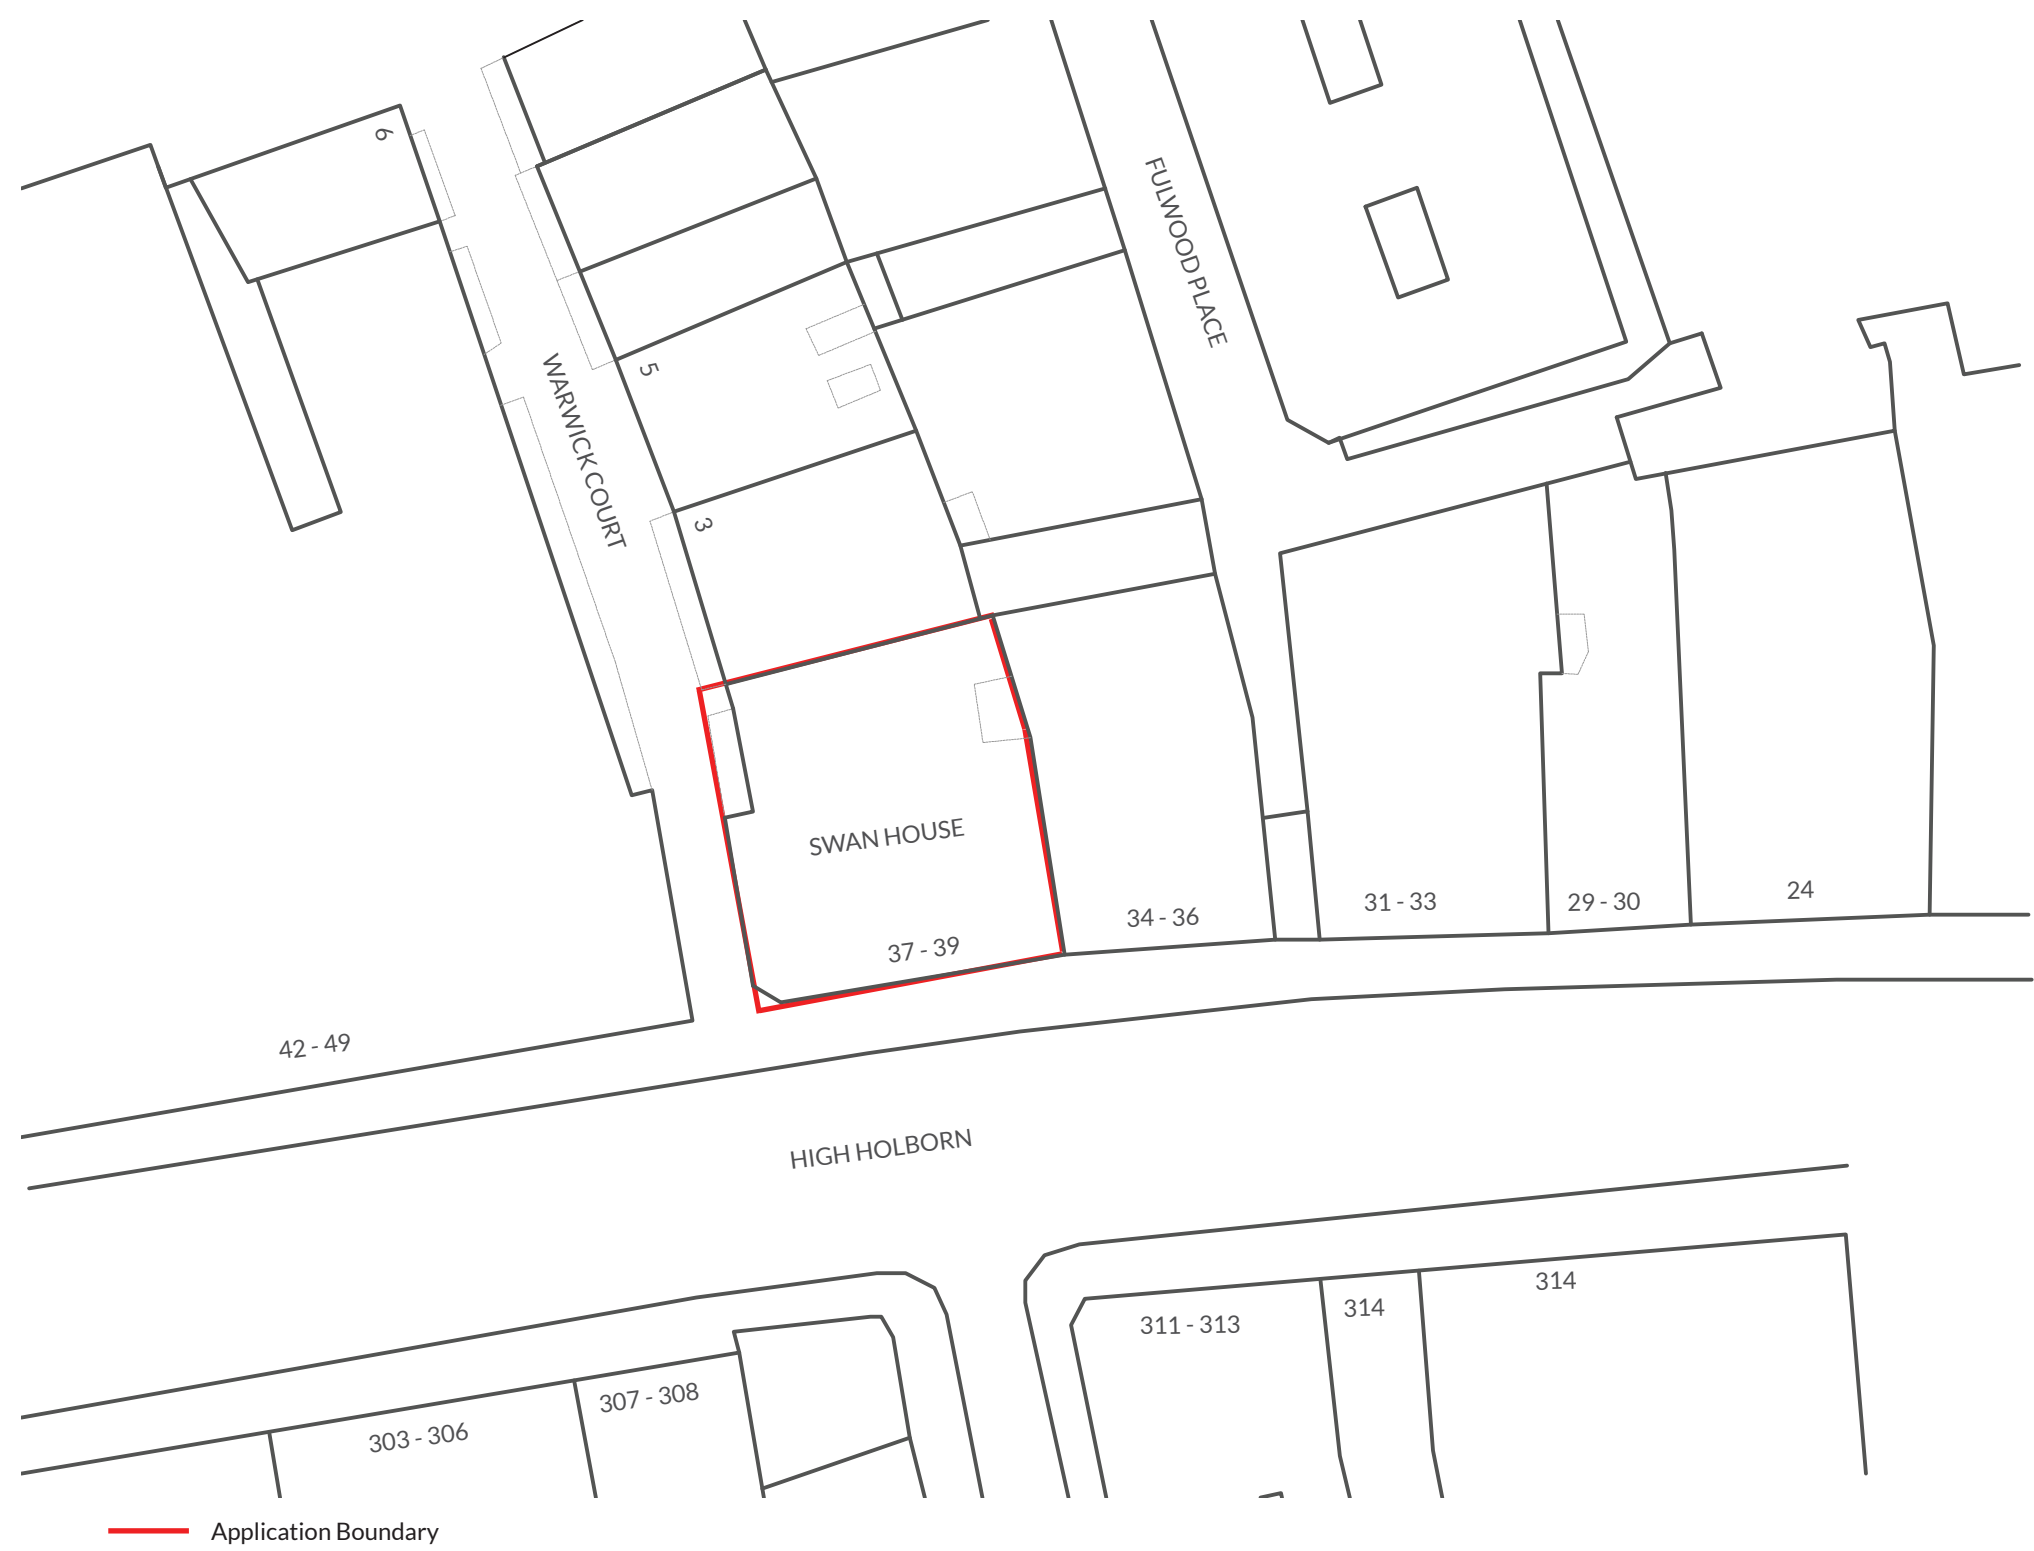 6
FULWOOD PLACE
WARWICK COURT
5
3
SWAN HOUSE
37 - 39
34 - 36
31 - 33
29 - 30
24
42 - 49
HIGH HOLBORN
311 - 313
314
314
307 - 308
303 - 306
Application Boundary